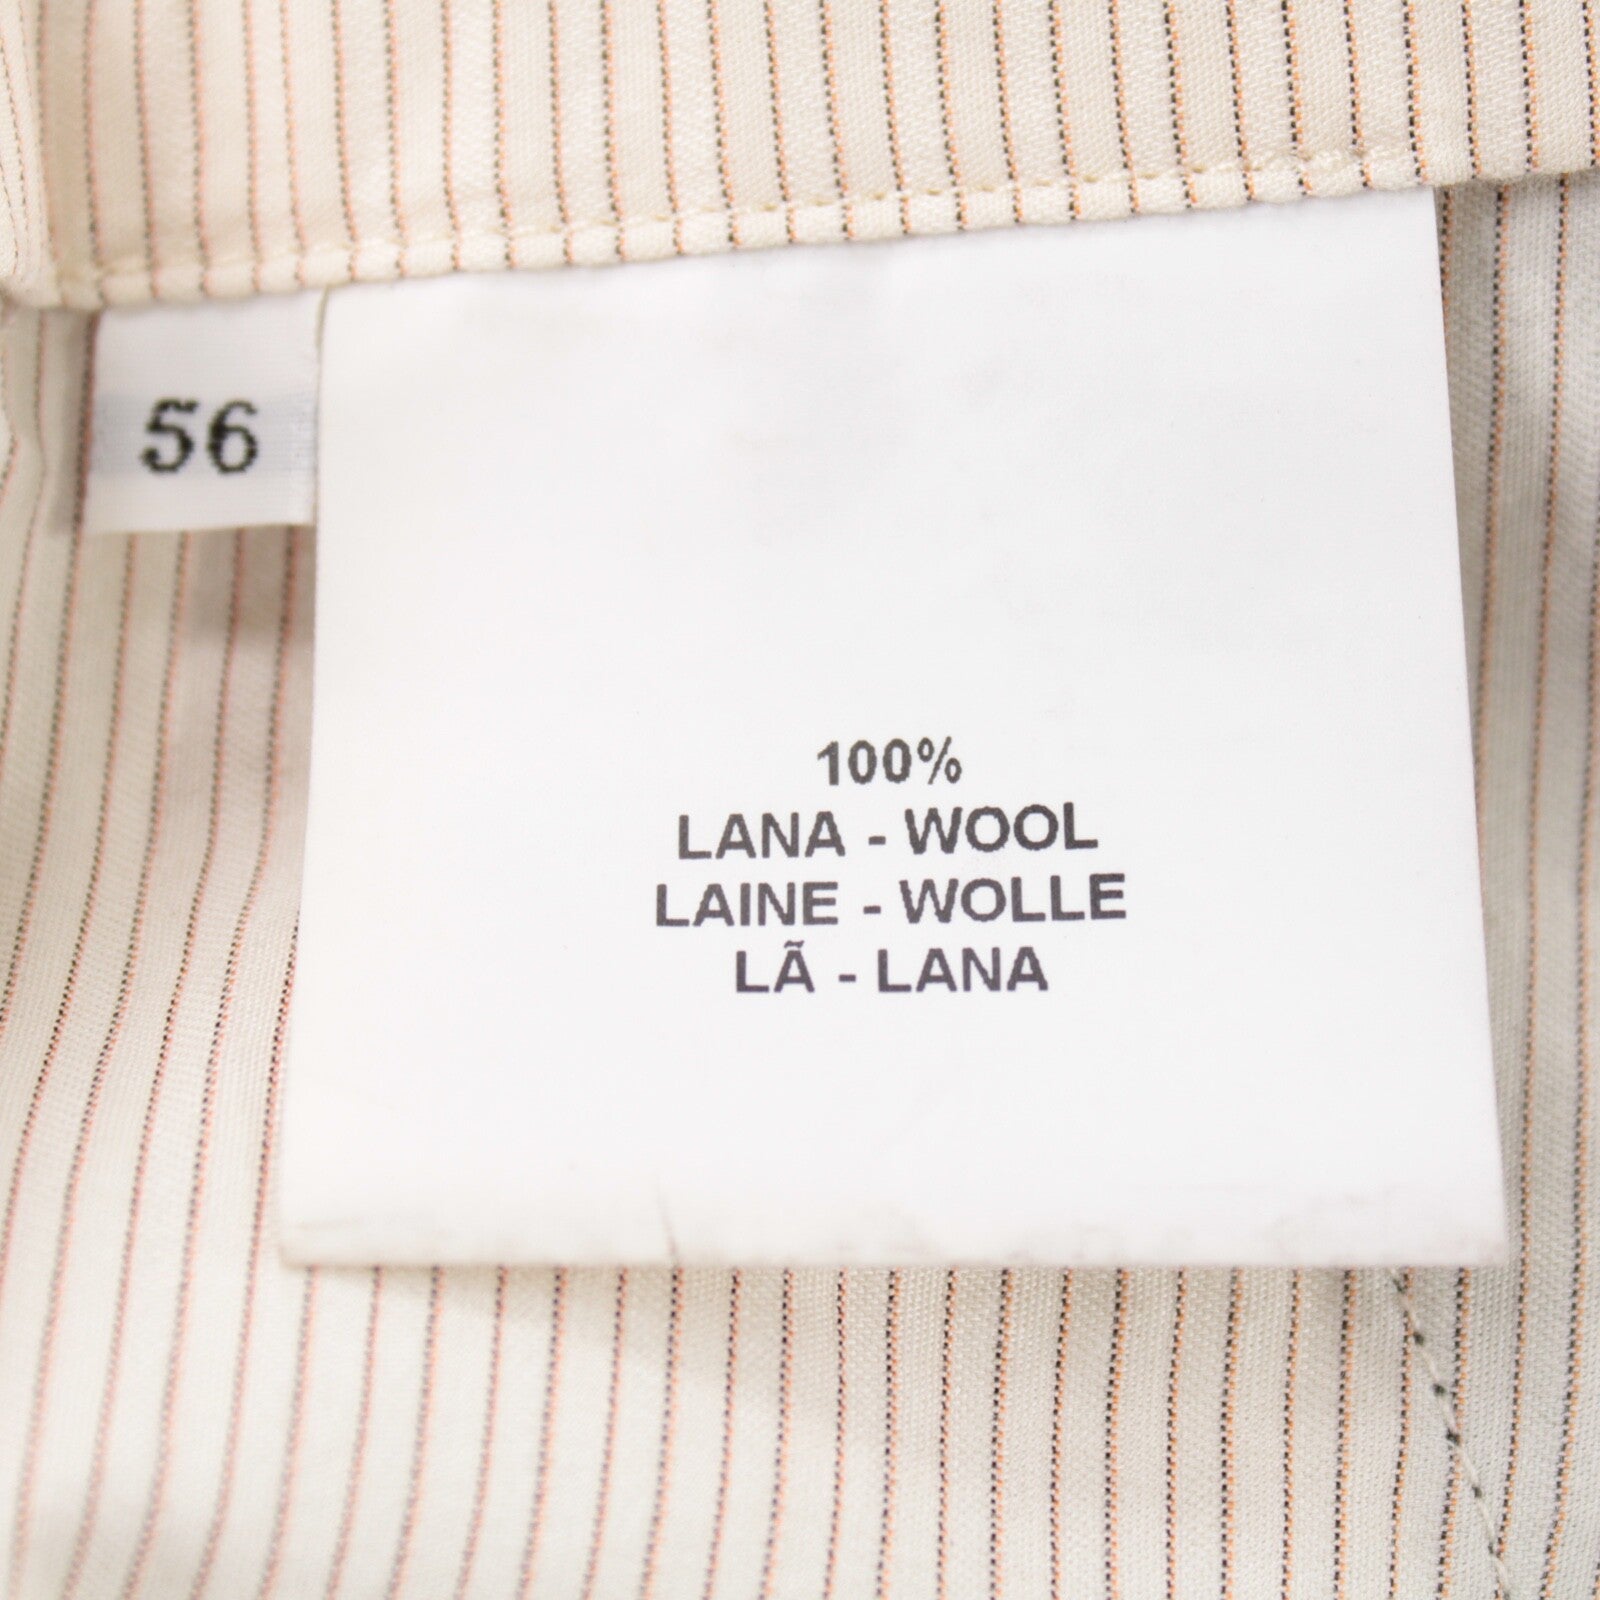 56
100%
LANA - WOOL
LAINE - WOLLE
LÃ - LANA